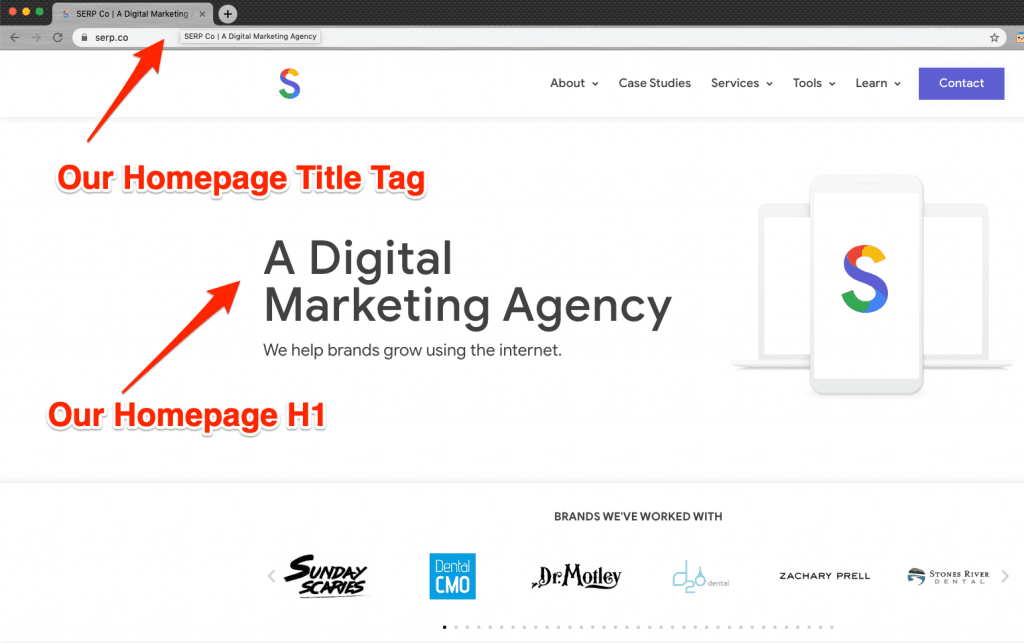 SERP Co | A Digital Marketing
serp.co
SERP Co | A Digital Marketing Agency
S
About
Case Studies
Services
Tools
Learn
Contact
Our Homepage Title Tag
A Digital
Marketing Agency
We help brands grow using the internet.
S
Our Homepage H1
BRANDS WE'VE WORKED WITH
SUNDAY
SCARIES
Dental
CMO
Dr. Motley
d2o dental
ZACHARY PRELL
STONES RIVER
DENTAL